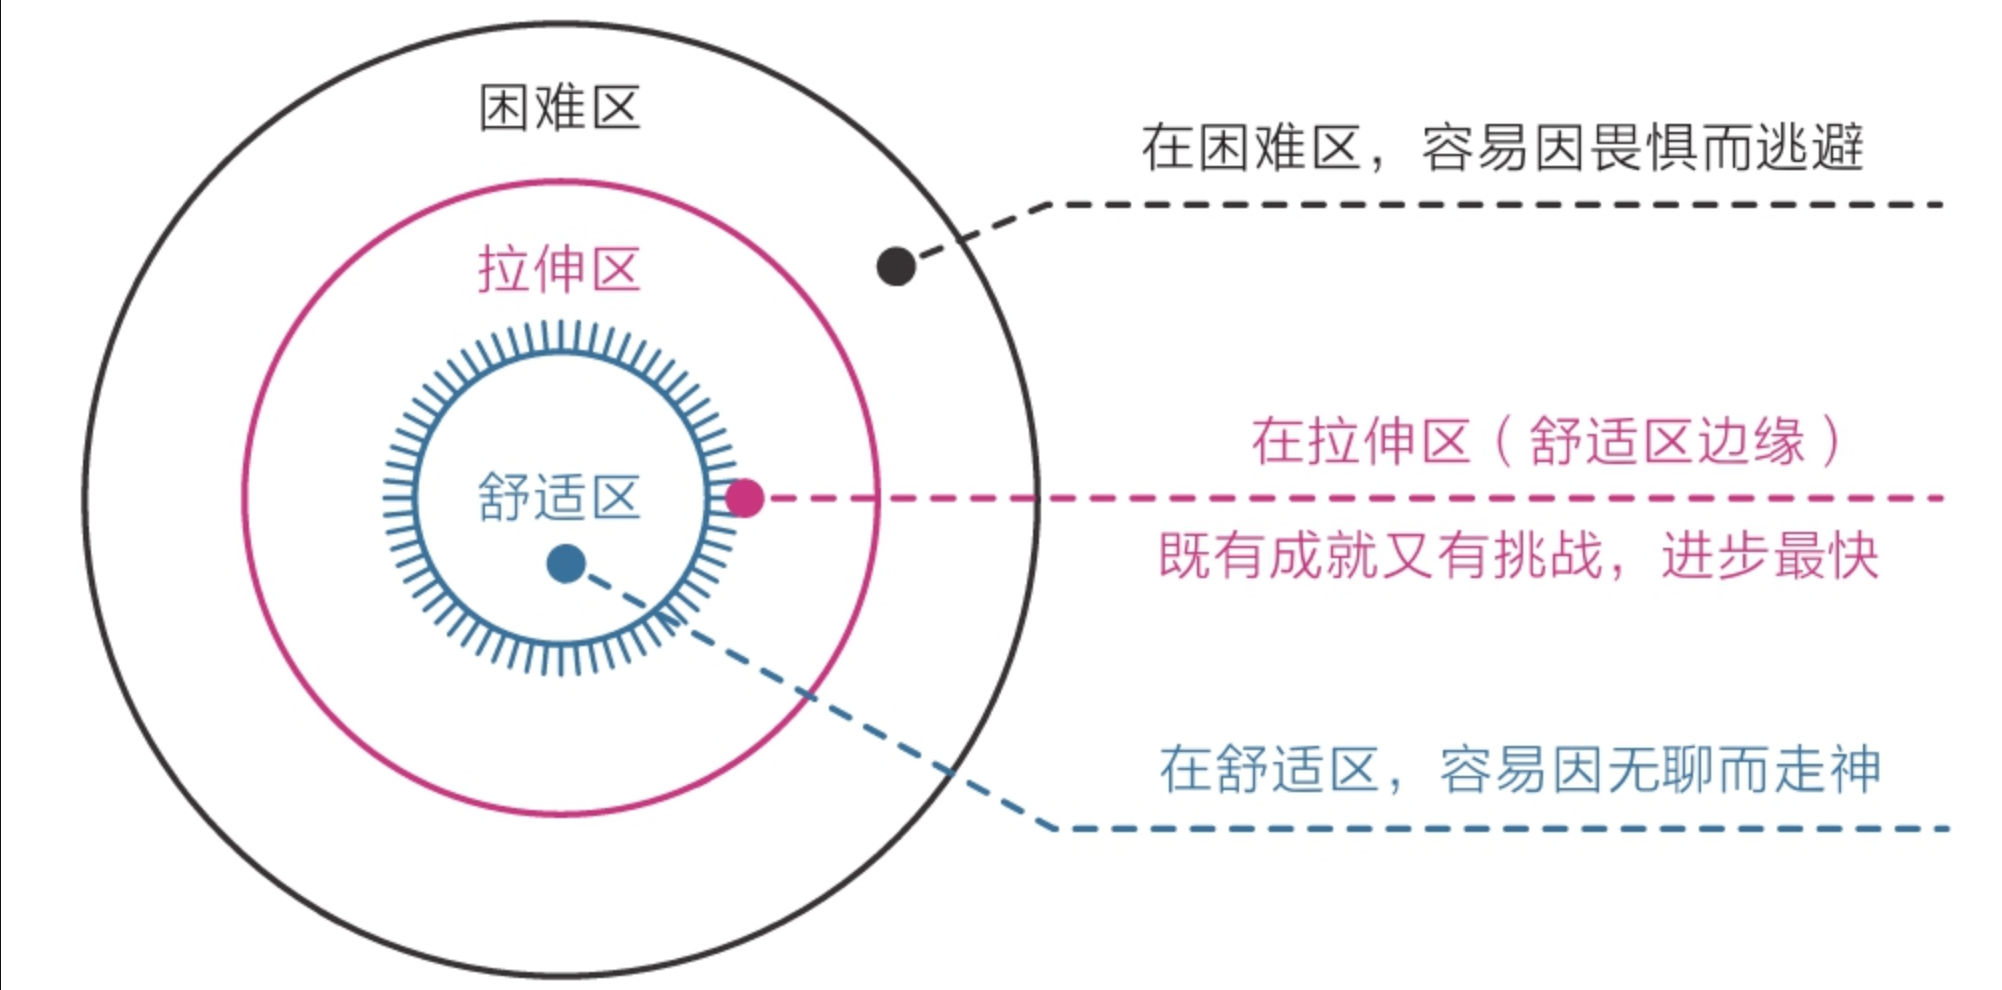 困难区
在困难区，容易因畏惧而逃避
拉伸区
在拉伸区（舒适区边缘）
舒适区
既有成就又有挑战，进步最快
在舒适区，容易因无聊而走神